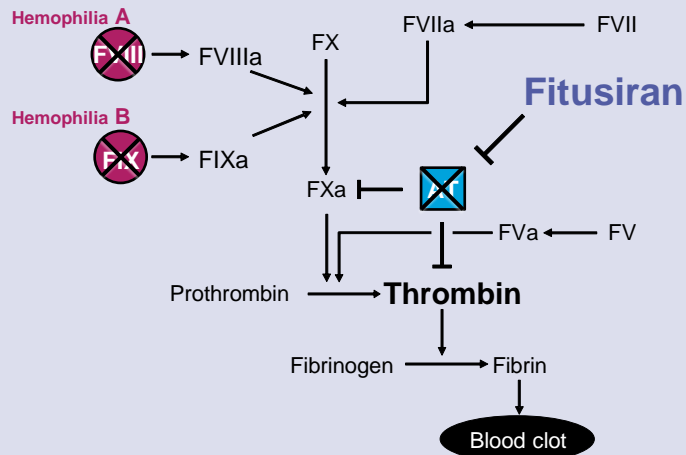 Hemophilia A
FVIII
FVIIIa
FX
FVIIa
FVII
Fitusiran
Hemophilia B
FIX
FIXa
FXa
AT
FVa
FV
Prothrombin
Thrombin
Fibrinogen
Fibrin
Blood clot